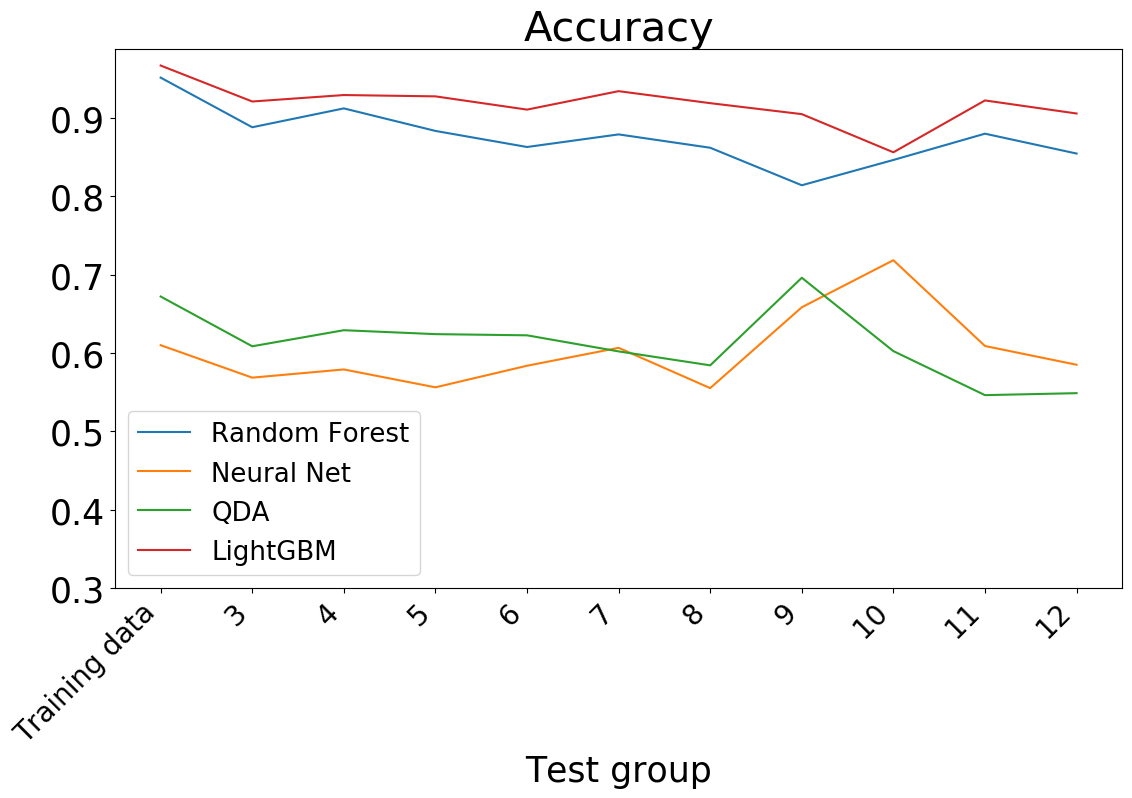 Accuracy
0.9
0.8
0.7
0.6
0.5
0.4
0.3
Random Forest
Neural Net
QDA
LightGBM
Training data
3
4
5
6
7
8
9
10
11
12
Test group